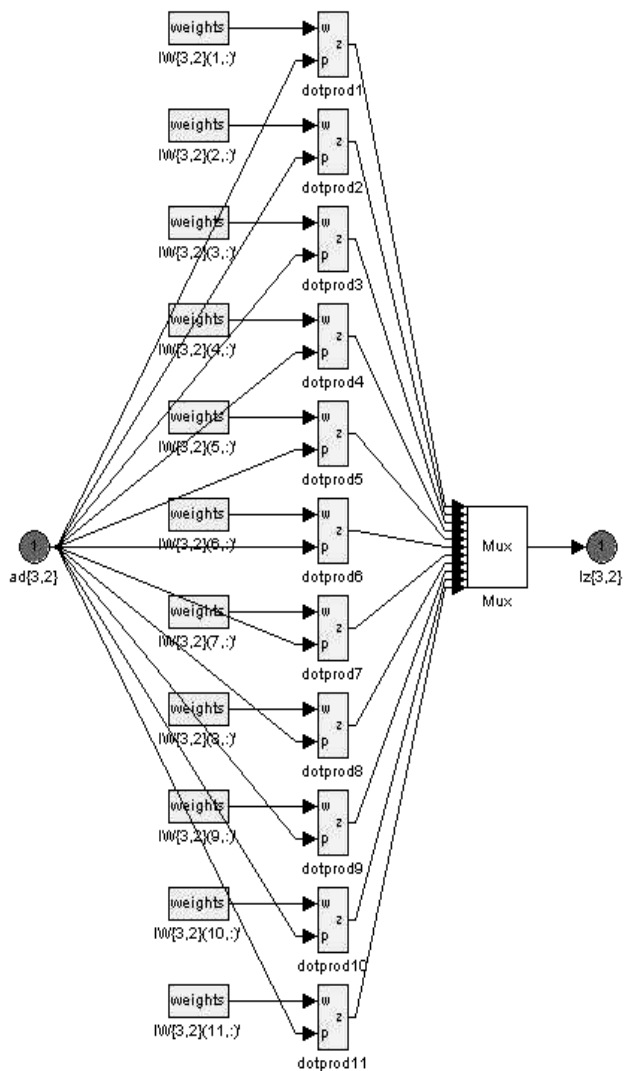 weights
w
z
p
IW{3,2}(1,:)'
dotprod1
weights
w
z
p
IW{3,2}(2,:)'
dotprod2
weights
w
z
p
IW{3,2}(3,:)'
dotprod3
weights
w
z
p
IW{3,2}(4,:)'
dotprod4
weights
w
z
p
IW{3,2}(5,:)'
dotprod5
weights
w
z
p
IW{3,2}(6,:)'
dotprod6
1
ad{3,2}
Mux
Mux
1
lz{3,2}
weights
w
z
p
IW{3,2}(7,:)'
dotprod7
weights
w
z
p
IW{3,2}(8,:)'
dotprod8
weights
w
z
p
IW{3,2}(9,:)'
dotprod9
weights
w
z
p
IW{3,2}(10,:)'
dotprod10
weights
w
z
p
IW{3,2}(11,:)'
dotprod11